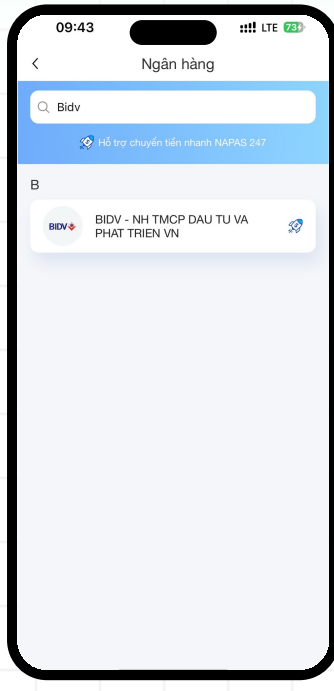 09:43
LTE 73
Ngân hàng
Bidv
Hỗ trợ chuyển tiền nhanh NAPAS 247
B
BIDV
BIDV - NH TMCP DAU TU VA
PHAT TRIEN VN